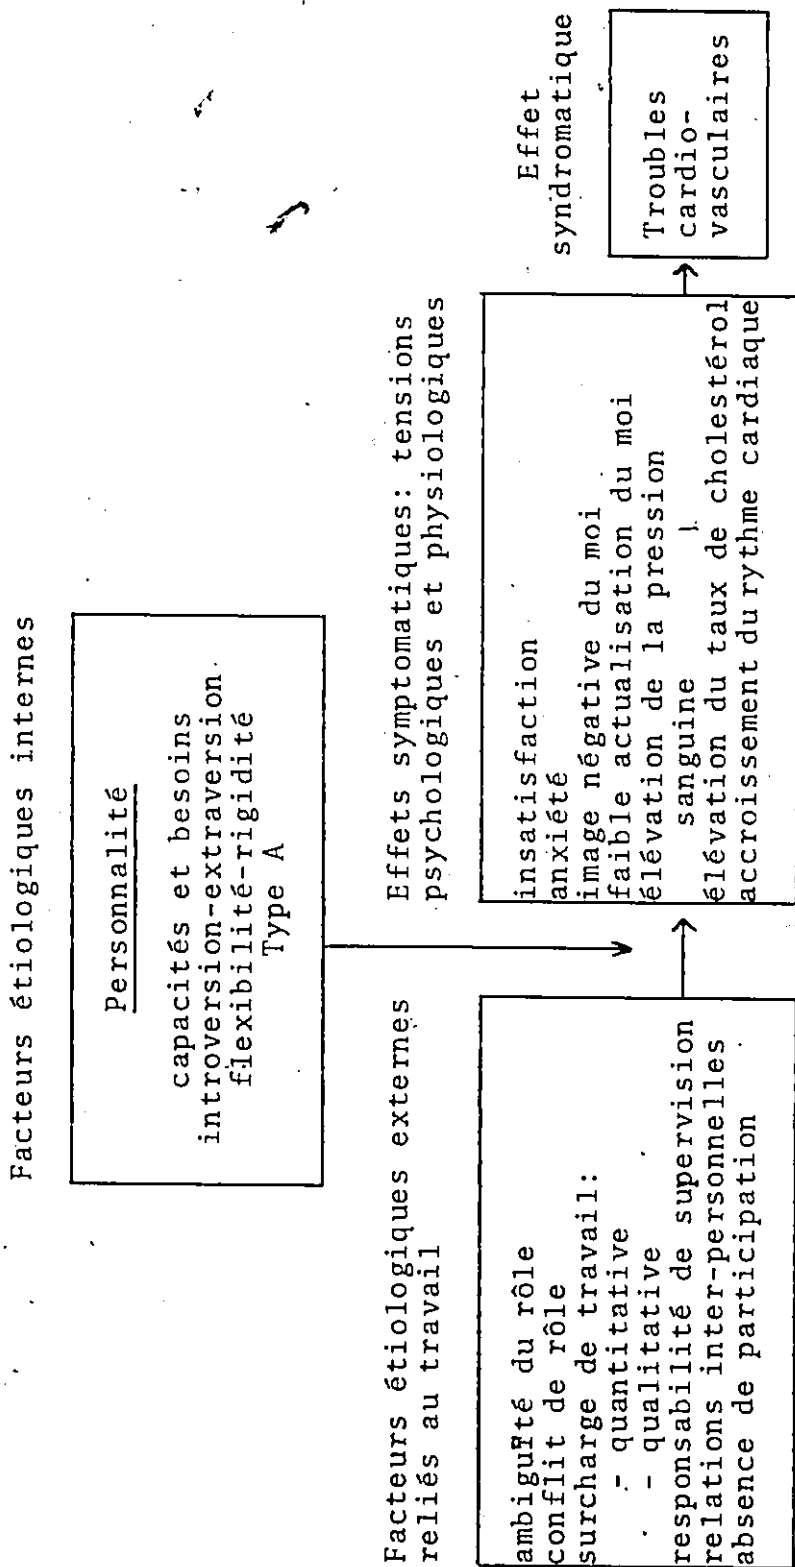 Facteurs étiologiques internes
Personnalité
capacités et besoins
introversion-extraversion
flexibilité-rigidité
Type A
Facteurs étiologiques externes
reliés au travail
ambiguïté du rôle
conflit de rôle
surcharge de travail:
- quantitative
- qualitative
responsabilité de supervision
relations inter-personnelles
absence de participation
Effets symptomatiques: tensions
psychologiques et physiologiques
insatisfaction
anxiété
image négative du moi
faible actualisation du moi
élévation de la pression
sanguine
élévation du taux de cholestérol
accroissement du rythme cardiaque
Effet
syndromatique
Troubles
cardio-
vasculaires